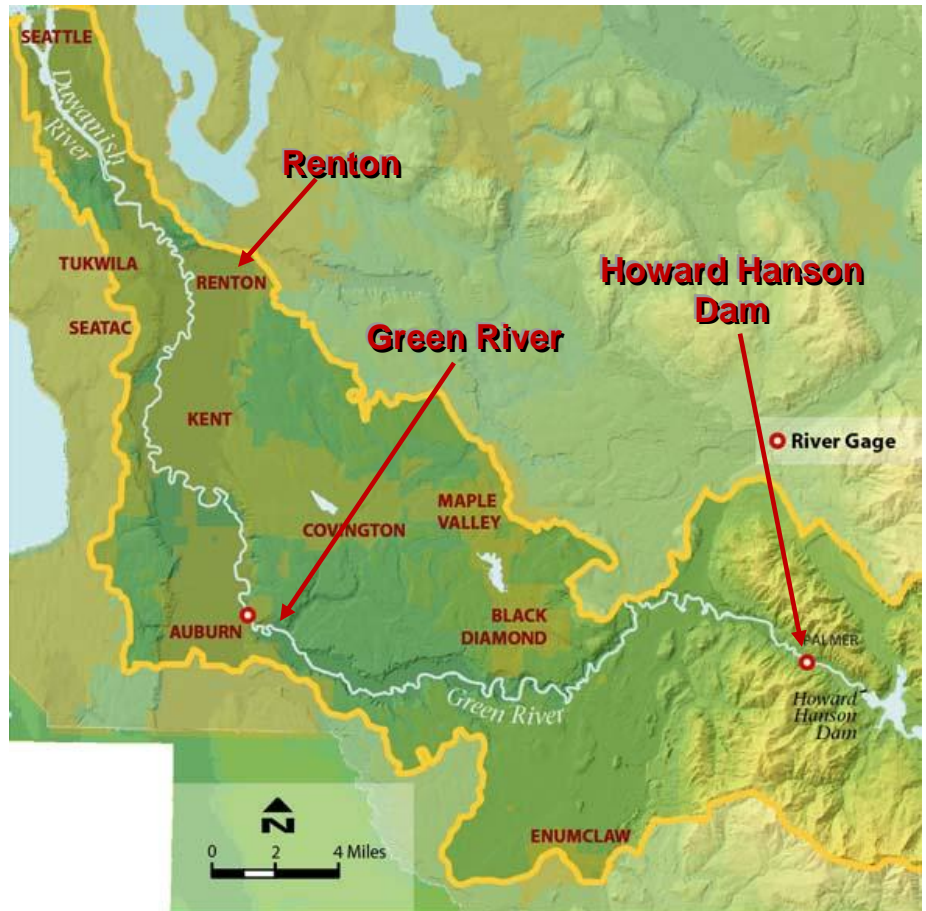 SEATTLE
Duwamish
River
Renton
TUKWILA
RENTON
Howard Hanson
Dam
SEATAC
Green River
KENT
River Gage
MAPLE
VALLEY
COVINGTON
BLACK
DIAMOND
AUBURN
PALMER
Green River
Howard
Hanson
Dam
N
ENUMCLAW
0 2 4 Miles